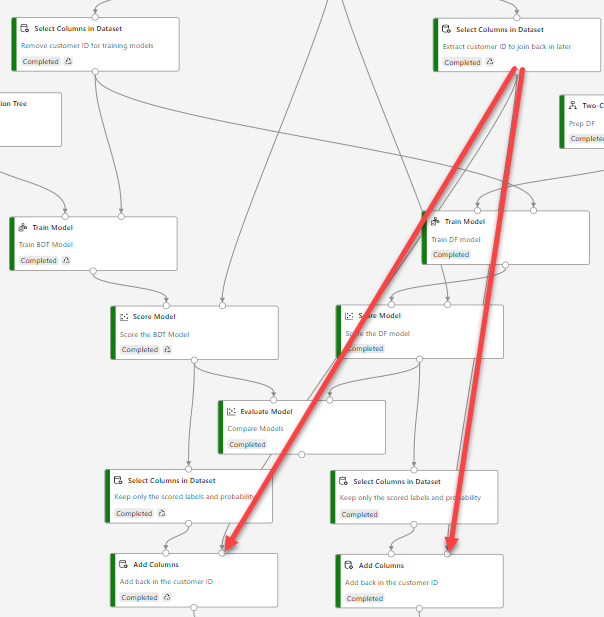 Select Columns in Dataset
Remove customer ID for training models
Completed
Select Columns in Dataset
Extract customer ID to join back in later
Completed
ion Tree
Two-C
Prep DF
Complete
Train Model
Train BDT Model
Completed
Train Model
Train DF model
Completed
Score Model
Score the BDT Model
Completed
Score Model
Score the DF model
Completed
Evaluate Model
Compare Models
Completed
Select Columns in Dataset
Keep only the scored labels and probability
Completed
Select Columns in Dataset
Keep only the scored labels and probability
Completed
Add Columns
Add back in the customer ID
Completed
Add Columns
Add back in the customer ID
Completed